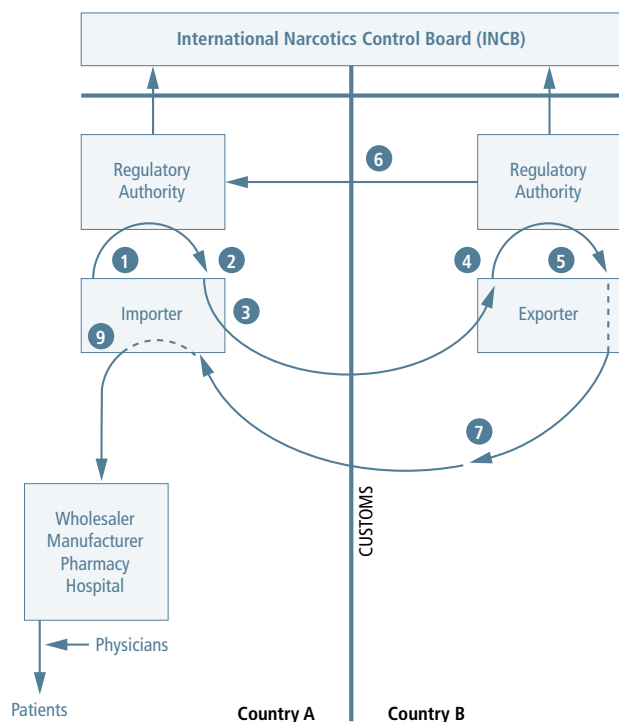 International Narcotics Control Board (INCB)
6
Regulatory
Authority
Regulatory
Authority
1
2
4
5
Importer
3
Exporter
9
7
CUSTOMS
Wholesaler
Manufacturer
Pharmacy
Hospital
Physicians
Patients
Country A
Country B